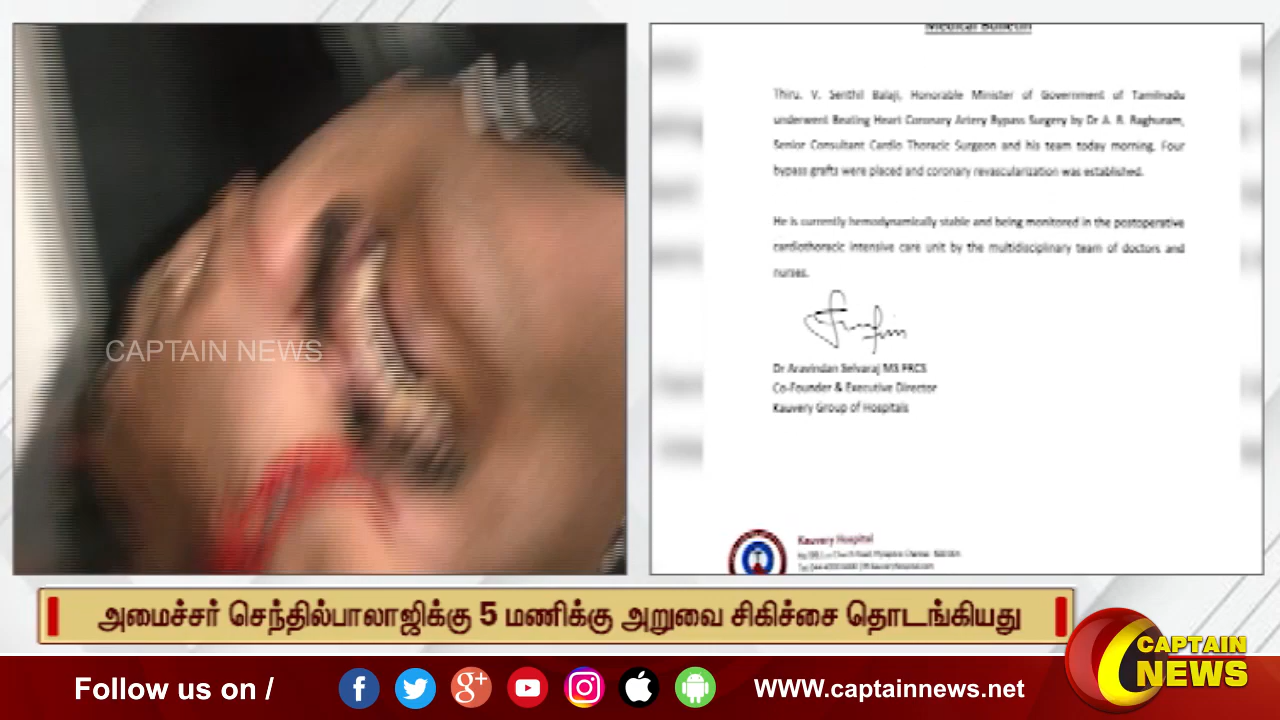 CAPTAIN NEWS
Medical Bulletin
Thiru. V. Senthil Balaji, Honorable Minister of Government of Tamilnadu
underwent Beating Heart Coronary Artery Bypass Surgery by Dr A. R. Raghuram,
Senior Consultant Cardio Thoracic Surgeon and his team today morning. Four
bypass grafts were placed and coronary revascularization was established.
He is currently hemodynamically stable and being monitored in the postoperative
cardiothoracic intensive care unit by the multidisciplinary team of doctors and
nurses.
Dr Aravindan Selvaraj MS FRCS
Co-Founder & Executive Director
Kauvery Group of Hospitals
Kauvery Hospital
அமைச்சர் செந்தில்பாலாஜிக்கு 5 மணிக்கு அறுவை சிகிச்சை தொடங்கியது
CAPTAIN
NEWS
Follow us on / WWW.captainnews.net